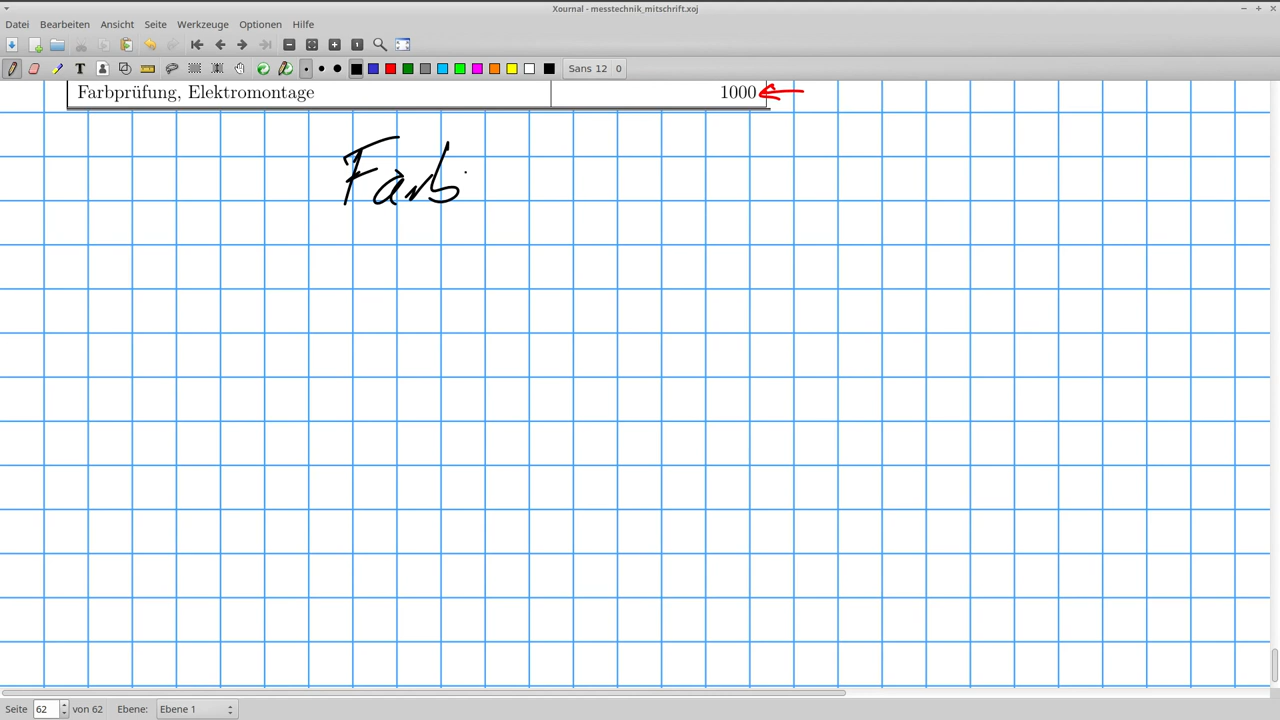 Xournal - messtechnik_mitschrift.xoj
Datei Bearbeiten Ansicht Seite Werkzeuge Optionen Hilfe
Sans 12
Farbprüfung, Elektromontage 1000
Farb
Seite 62 von 62 Ebene: Ebene 1